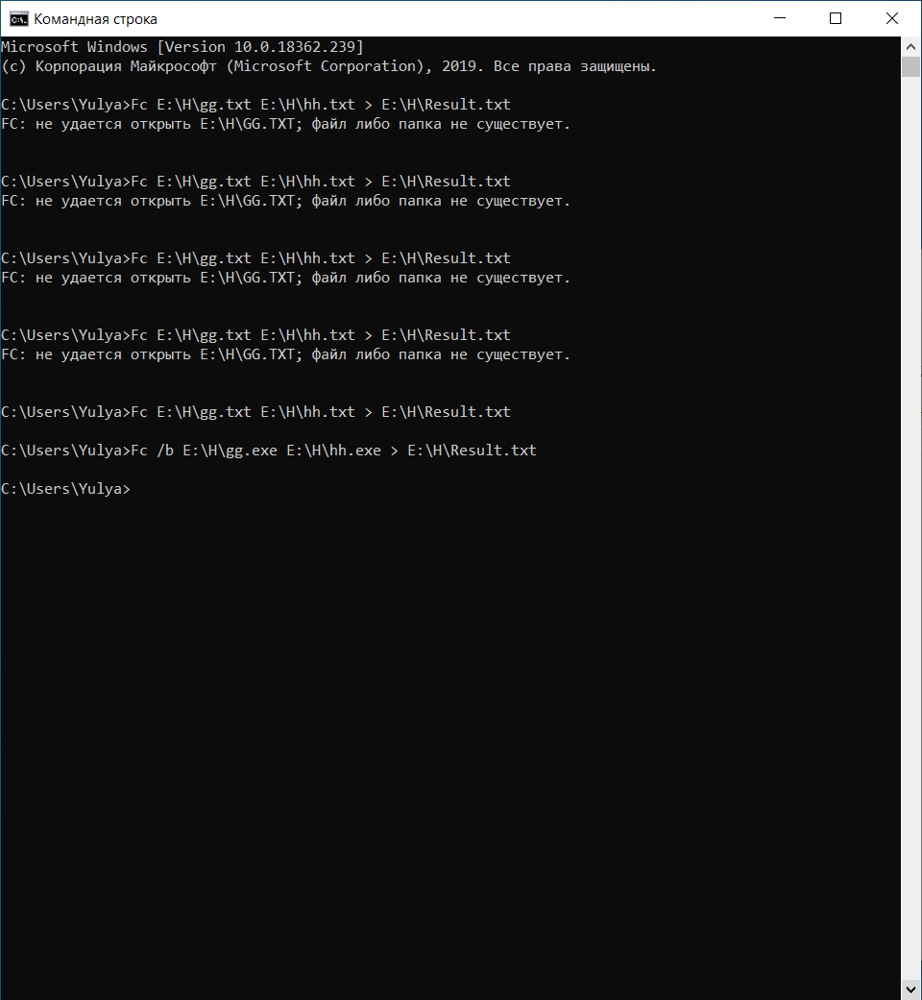 Командная строка
Microsoft Windows [Version 10.0.18362.239]
(c) Корпорация Майкрософт (Microsoft Corporation), 2019. Все права защищены.
C:\Users\Yulya>Fc E:\H\gg.txt E:\H\hh.txt > E:\H\Result.txt
FC: не удается открыть E:\H\GG.TXT; файл либо папка не существует.
C:\Users\Yulya>Fc E:\H\gg.txt E:\H\hh.txt > E:\H\Result.txt
FC: не удается открыть E:\H\GG.TXT; файл либо папка не существует.
C:\Users\Yulya>Fc E:\H\gg.txt E:\H\hh.txt > E:\H\Result.txt
FC: не удается открыть E:\H\GG.TXT; файл либо папка не существует.
C:\Users\Yulya>Fc E:\H\gg.txt E:\H\hh.txt > E:\H\Result.txt
FC: не удается открыть E:\H\GG.TXT; файл либо папка не существует.
C:\Users\Yulya>Fc E:\H\gg.txt E:\H\hh.txt > E:\H\Result.txt
C:\Users\Yulya>Fc /b E:\H\gg.exe E:\H\hh.exe > E:\H\Result.txt
C:\Users\Yulya>